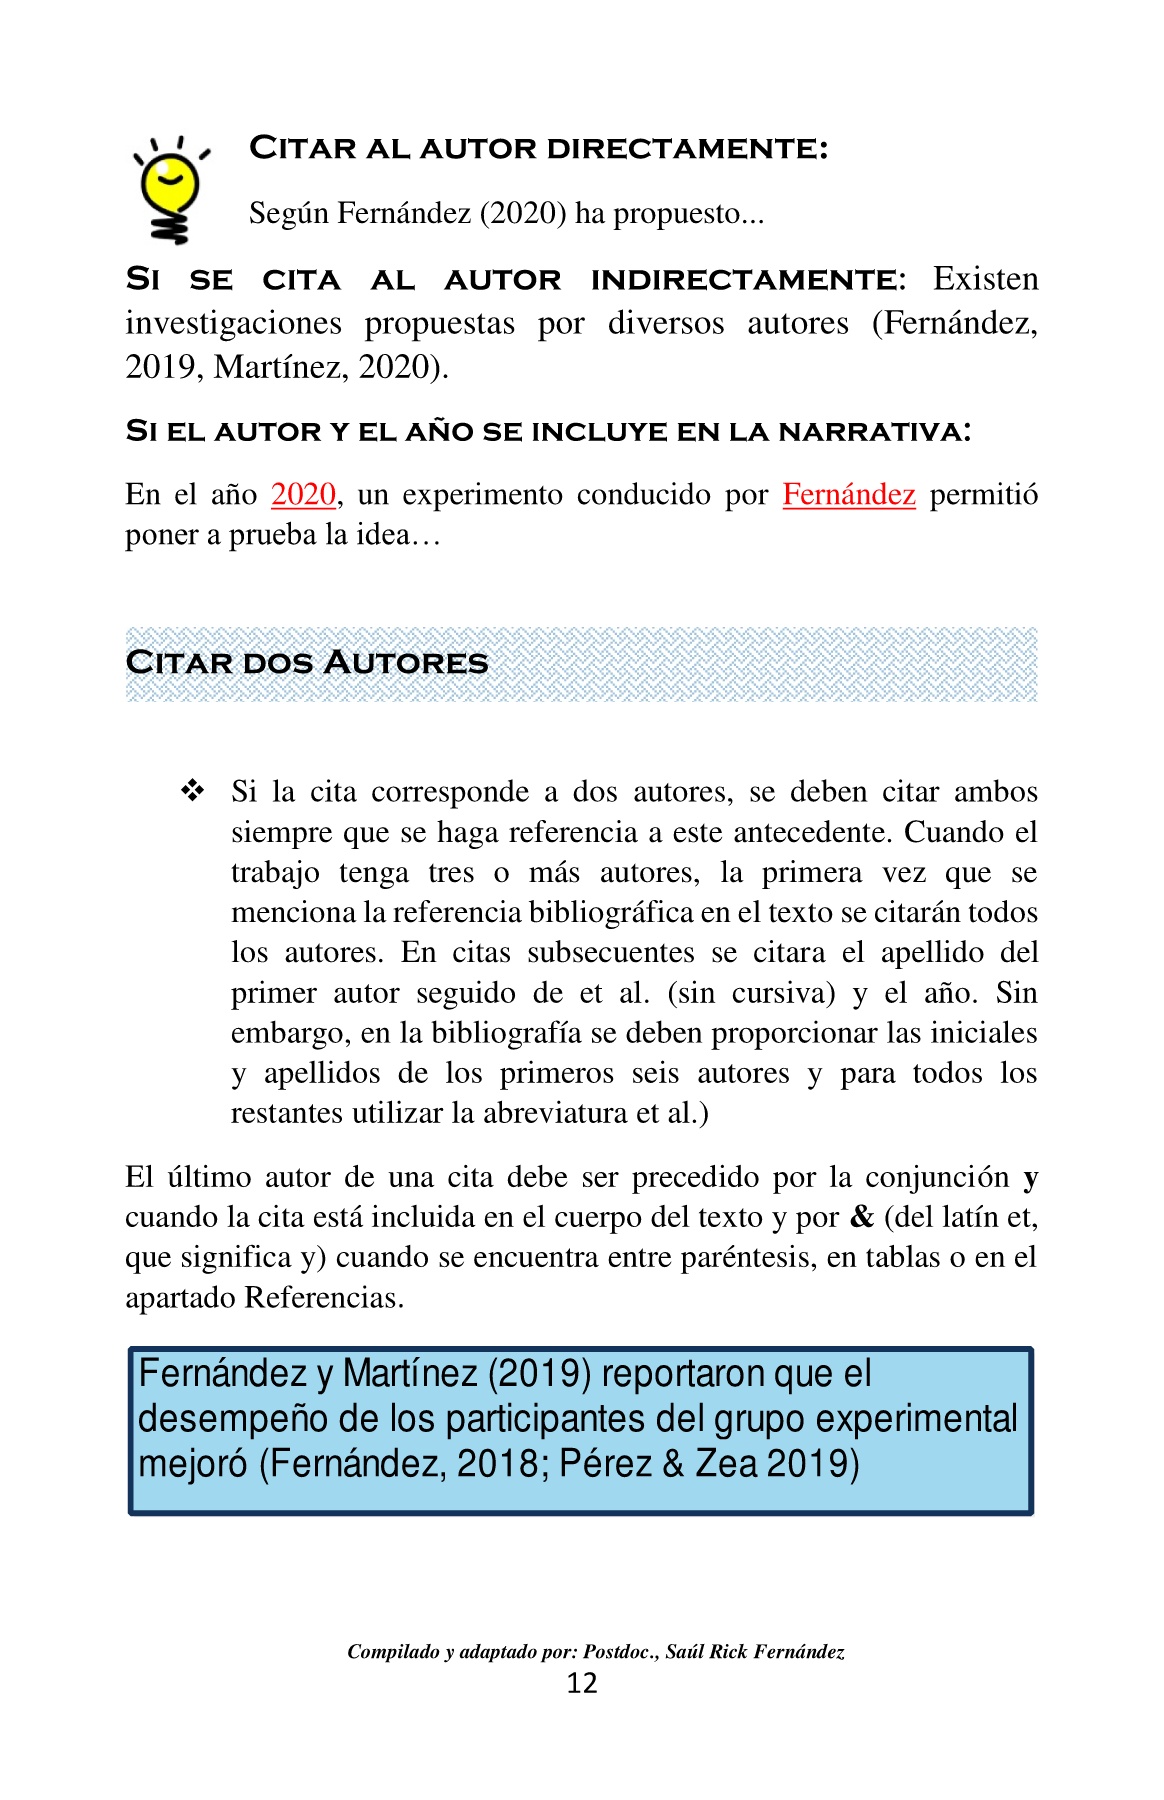 CITAR AL AUTOR DIRECTAMENTE:
Según Fernández (2020) ha propuesto...
SI SE CITA AL AUTOR INDIRECTAMENTE: Existen
investigaciones propuestas por diversos autores (Fernández,
2019, Martínez, 2020).
SI EL AUTOR Y EL AÑO SE INCLUYE EN LA NARRATIVA:
En el año 2020, un experimento conducido por Fernández permitió
poner a prueba la idea…
CITAR DOS AUTORES
❖ Si la cita corresponde a dos autores, se deben citar ambos
siempre que se haga referencia a este antecedente. Cuando el
trabajo tenga tres o más autores, la primera vez que se
menciona la referencia bibliográfica en el texto se citarán todos
los autores. En citas subsecuentes se citara el apellido del
primer autor seguido de et al. (sin cursiva) y el año. Sin
embargo, en la bibliografía se deben proporcionar las iniciales
y apellidos de los primeros seis autores y para todos los
restantes utilizar la abreviatura et al.)
El último autor de una cita debe ser precedido por la conjunción y
cuando la cita está incluida en el cuerpo del texto y por & (del latín et,
que significa y) cuando se encuentra entre paréntesis, en tablas o en el
apartado Referencias.
Fernández y Martínez (2019) reportaron que el
desempeño de los participantes del grupo experimental
mejoró (Fernández, 2018; Pérez & Zea 2019)
Compilado y adaptado por: Postdoc., Saúl Rick Fernández
12